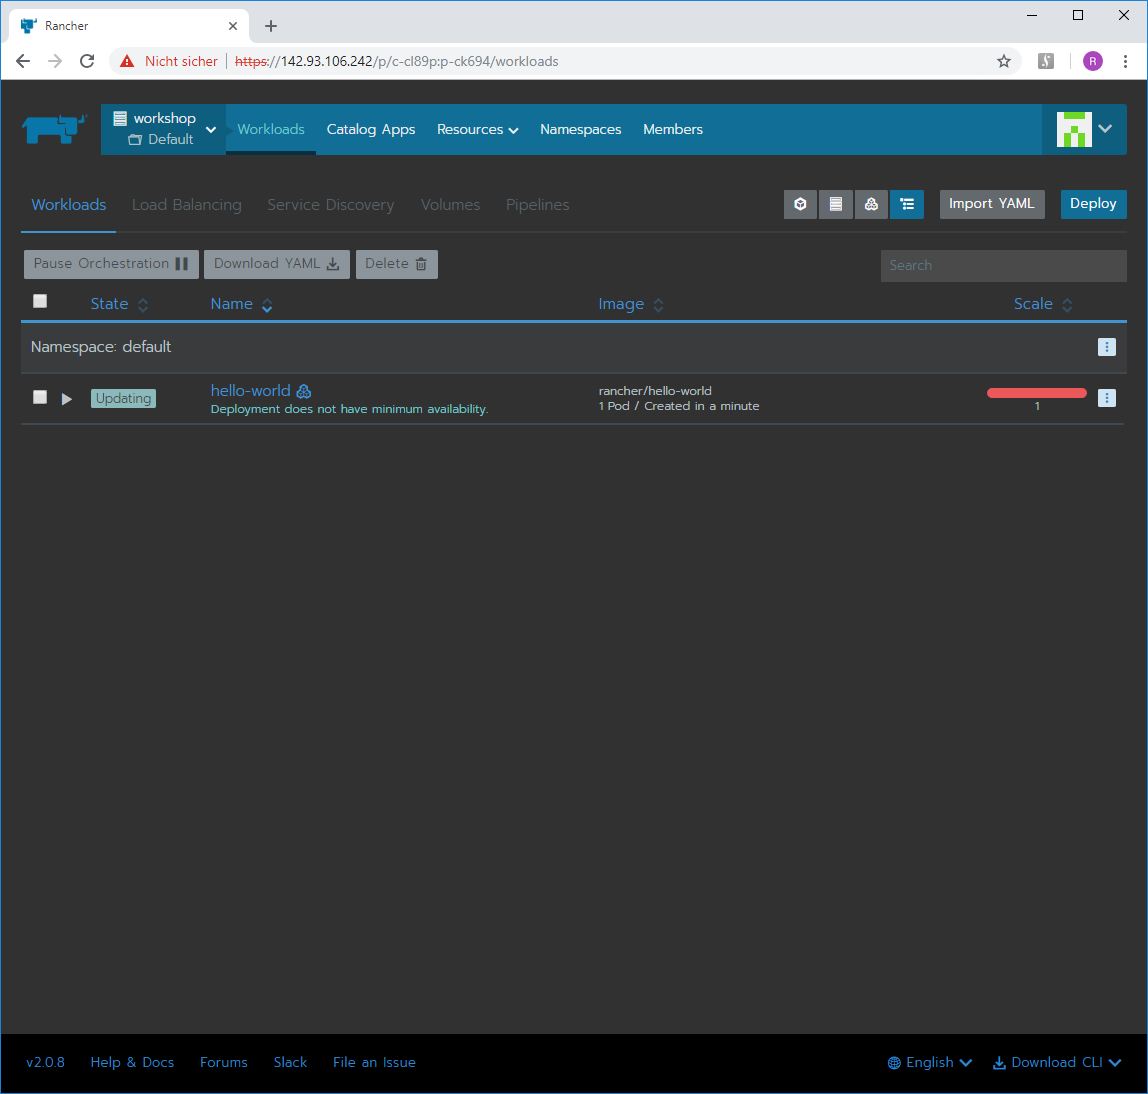 Rancher
Nicht sicher https://142.93.106.242/p/c-cl89p:p-ck694/workloads
R
workshop
Default
Workloads Catalog Apps Resources Namespaces Members
Workloads Load Balancing Service Discovery Volumes Pipelines Import YAML Deploy
Pause Orchestration Download YAML Delete Search
State Name Image Scale
Namespace: default
Updating
hello-world
Deployment does not have minimum availability.
rancher/hello-world
1 Pod / Created in a minute
1
v2.0.8 Help & Docs Forums Slack File an Issue English Download CLI